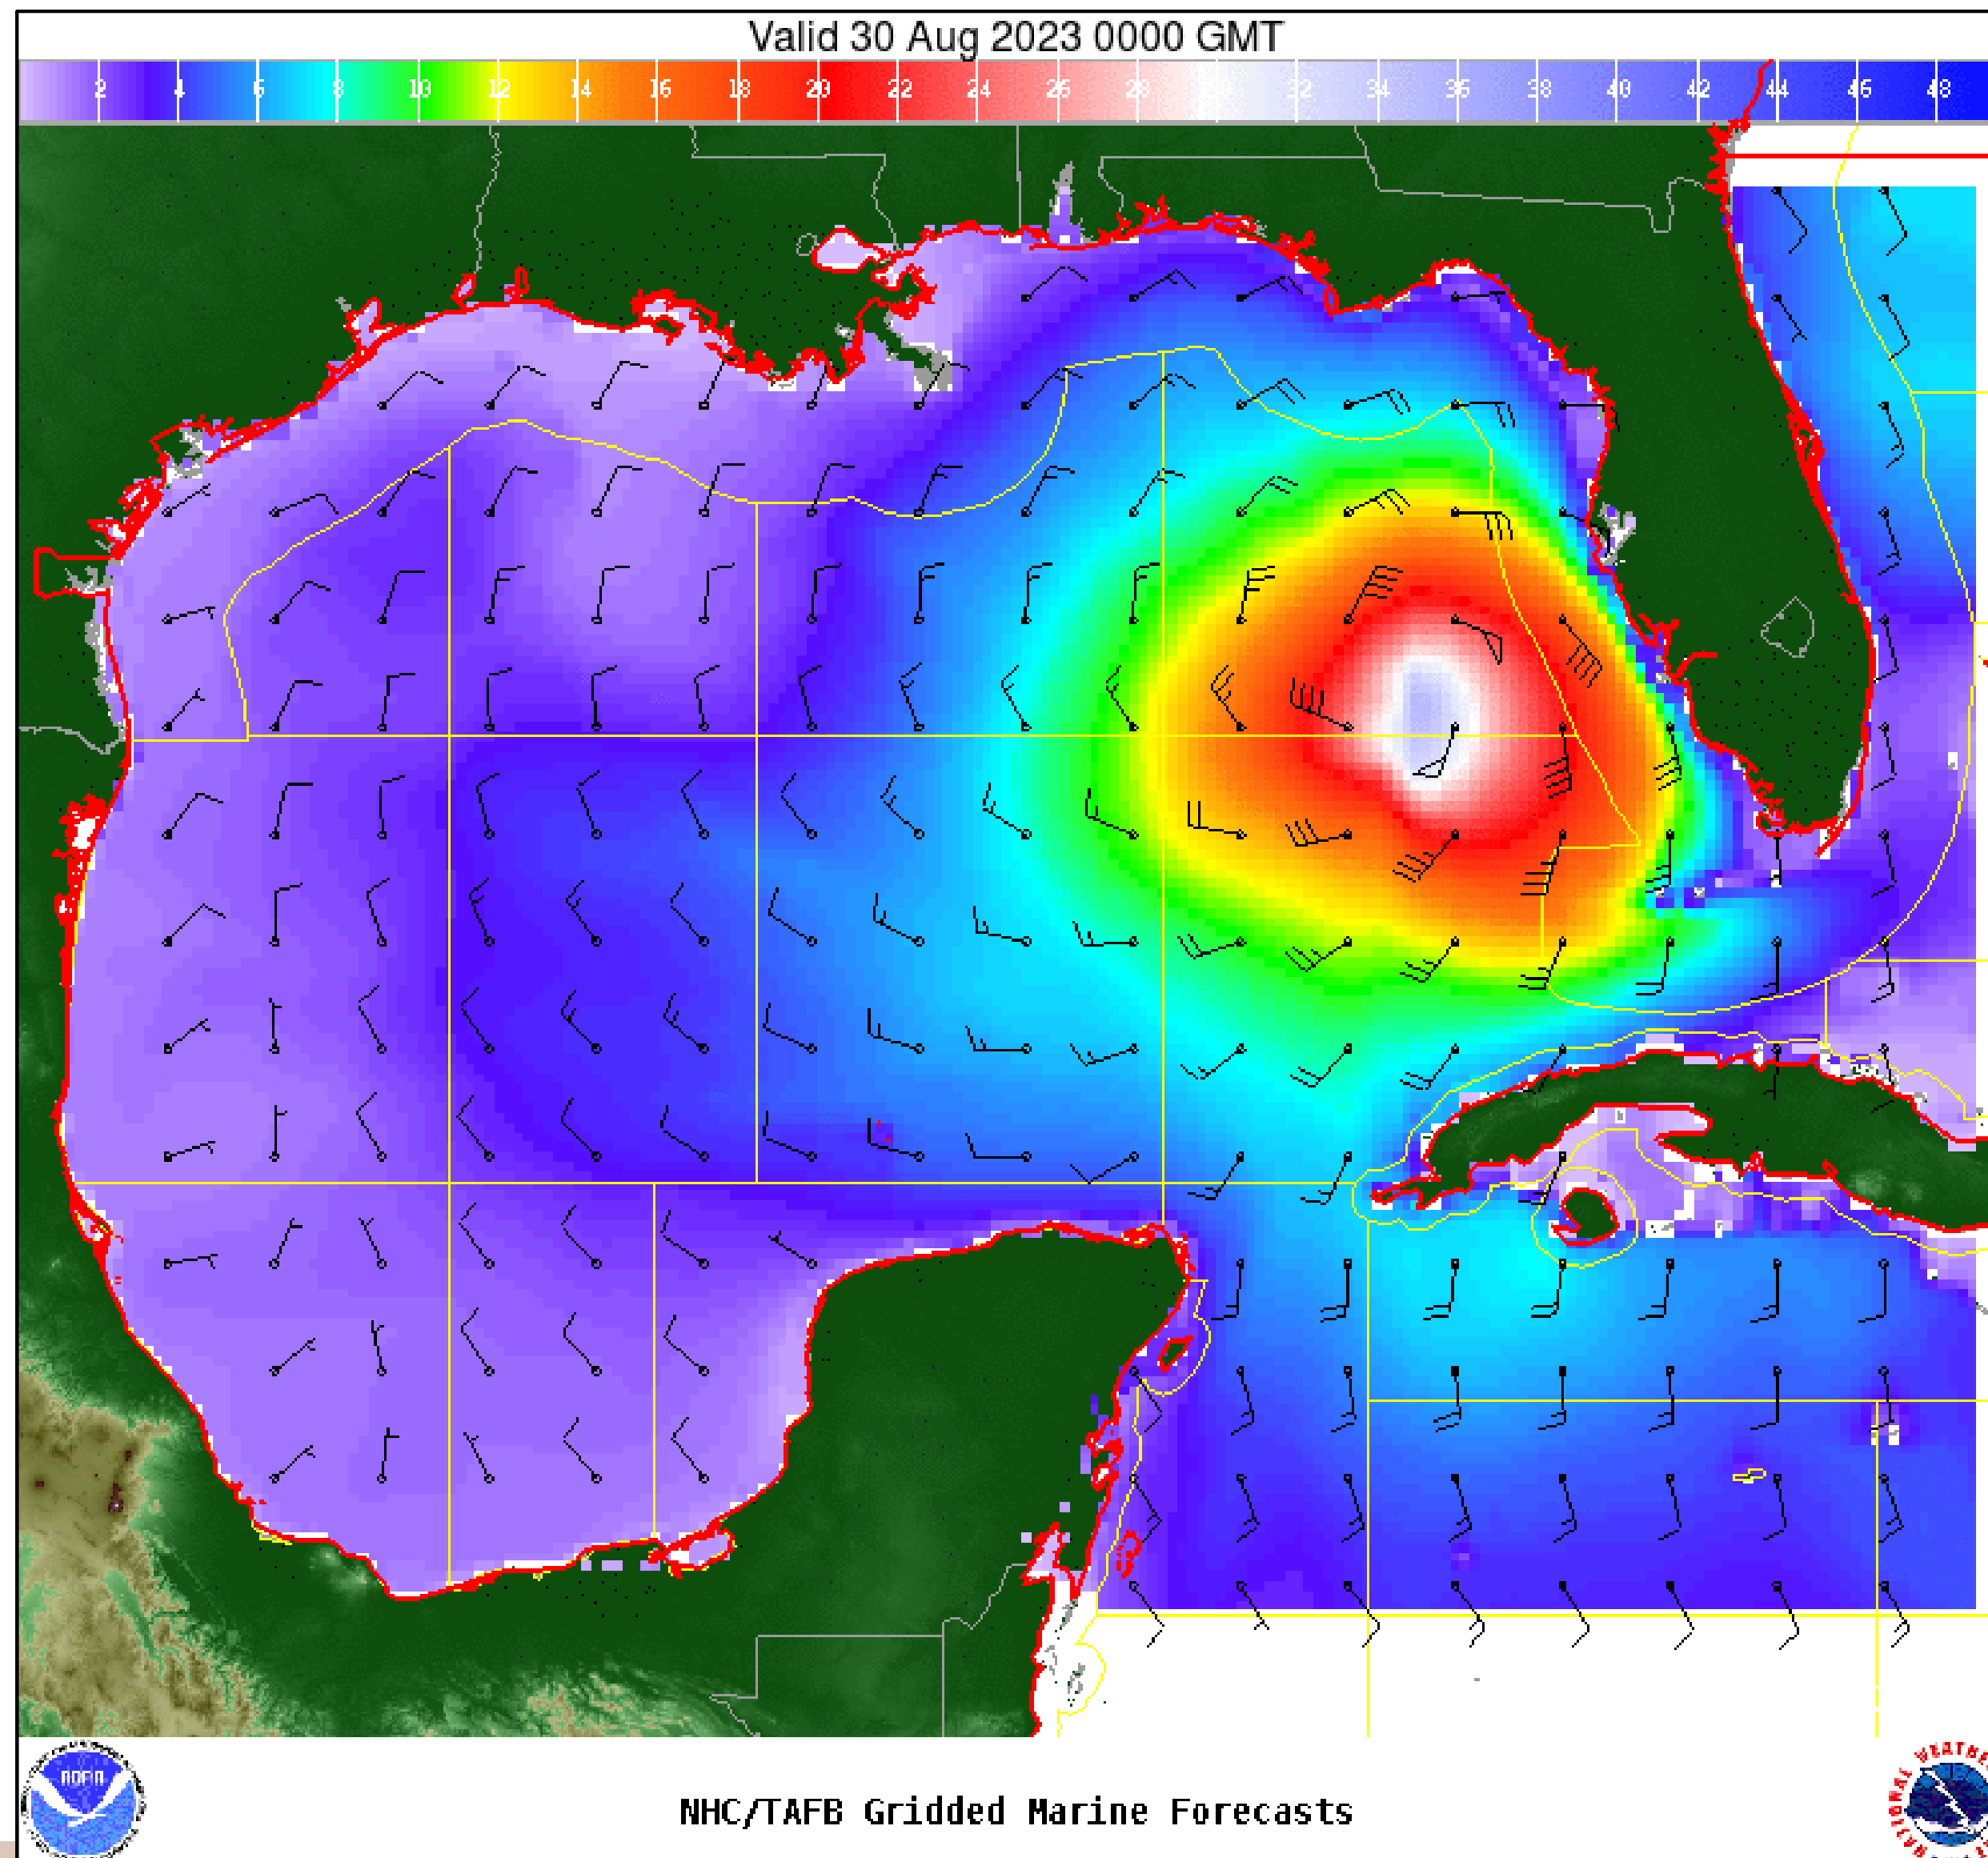 Valid 30 Aug 2023 0000 GMT
2 4 6 8 10 12 14 16 18 20 22 24 26 28 32 34 36 38 40 42 44 46 48
NOAA
NHC/TAFB Gridded Marine Forecasts